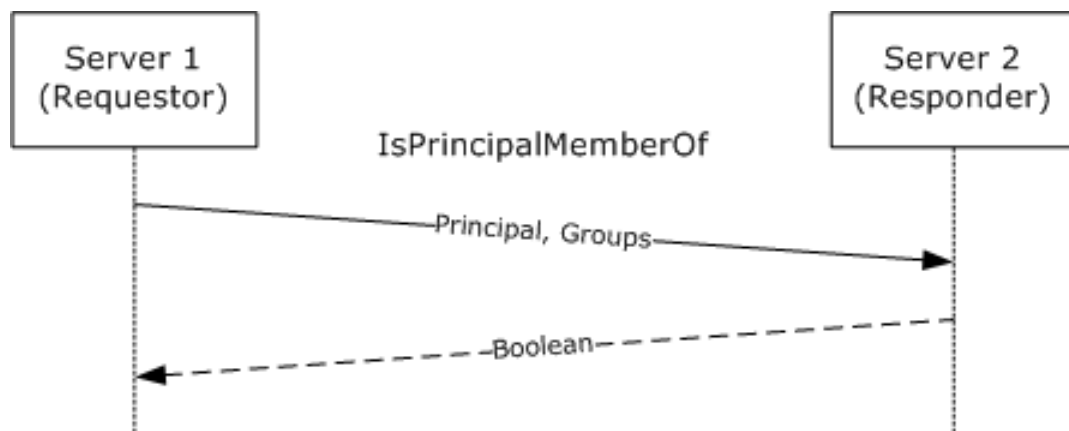 Server 1
(Requestor)
Server 2
(Responder)
IsPrincipalMemberOf
Principal, Groups
Boolean